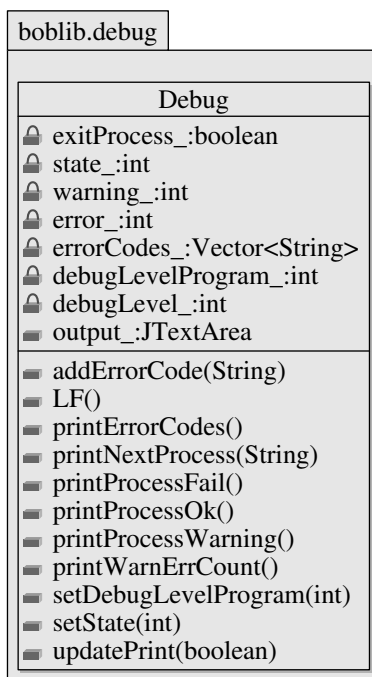 boblib.debug
Debug
exitProcess_:boolean
state_:int
warning_:int
error_:int
errorCodes_:Vector<String>
debugLevelProgram_:int
debugLevel_:int
output_:JTextArea
addErrorCode(String)
LF()
printErrorCodes()
printNextProcess(String)
printProcessFail()
printProcessOk()
printProcessWarning()
printWarnErrCount()
setDebugLevelProgram(int)
setState(int)
updatePrint(boolean)